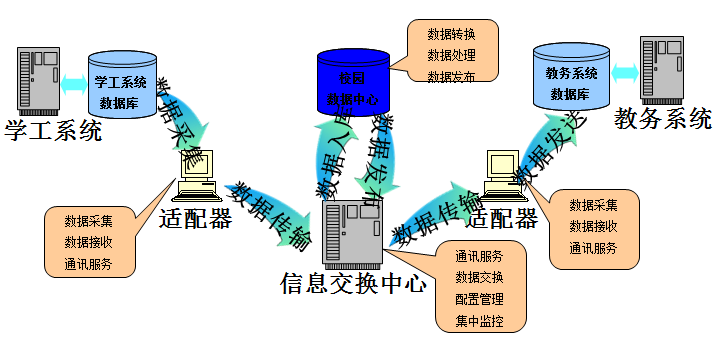 数据转换
数据处理
数据发布
学工系统
数据库
校园
数据中心
教务系统
数据库
学工系统
教务系统
数据采集
数据入库
数据发布
数据发送
适配器
适配器
数据传输
数据传输
数据采集
数据接收
通讯服务
数据采集
数据接收
通讯服务
信息交换中心
通讯服务
数据交换
配置管理
集中监控